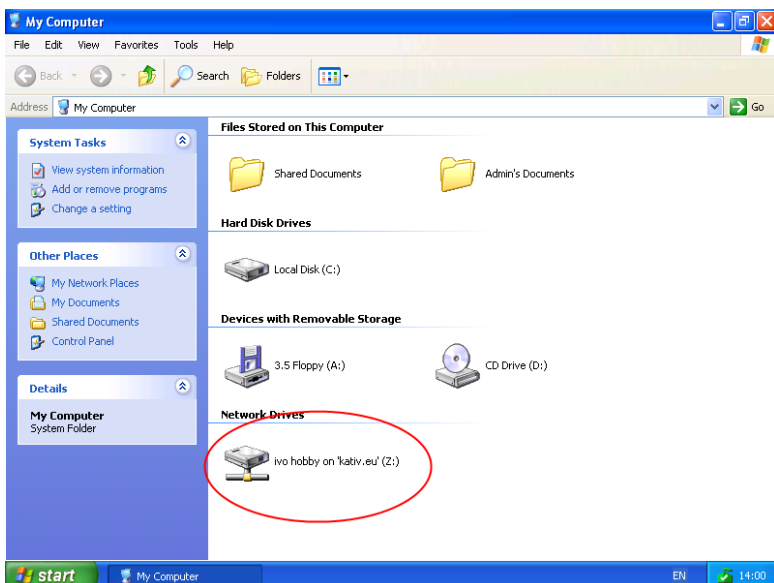 My Computer
File Edit View Favorites Tools Help
Back Search Folders
Address My Computer Go
System Tasks
View system information
Add or remove programs
Change a setting
Other Places
My Network Places
My Documents
Shared Documents
Control Panel
Details
My Computer
System Folder
Files Stored on This Computer
Shared Documents Admin's Documents
Hard Disk Drives
Local Disk (C:)
Devices with Removable Storage
3.5 Floppy (A:) CD Drive (D:)
Network Drives
ivo hobby on 'kativ.eu' (Z:)
start My Computer EN 14:00